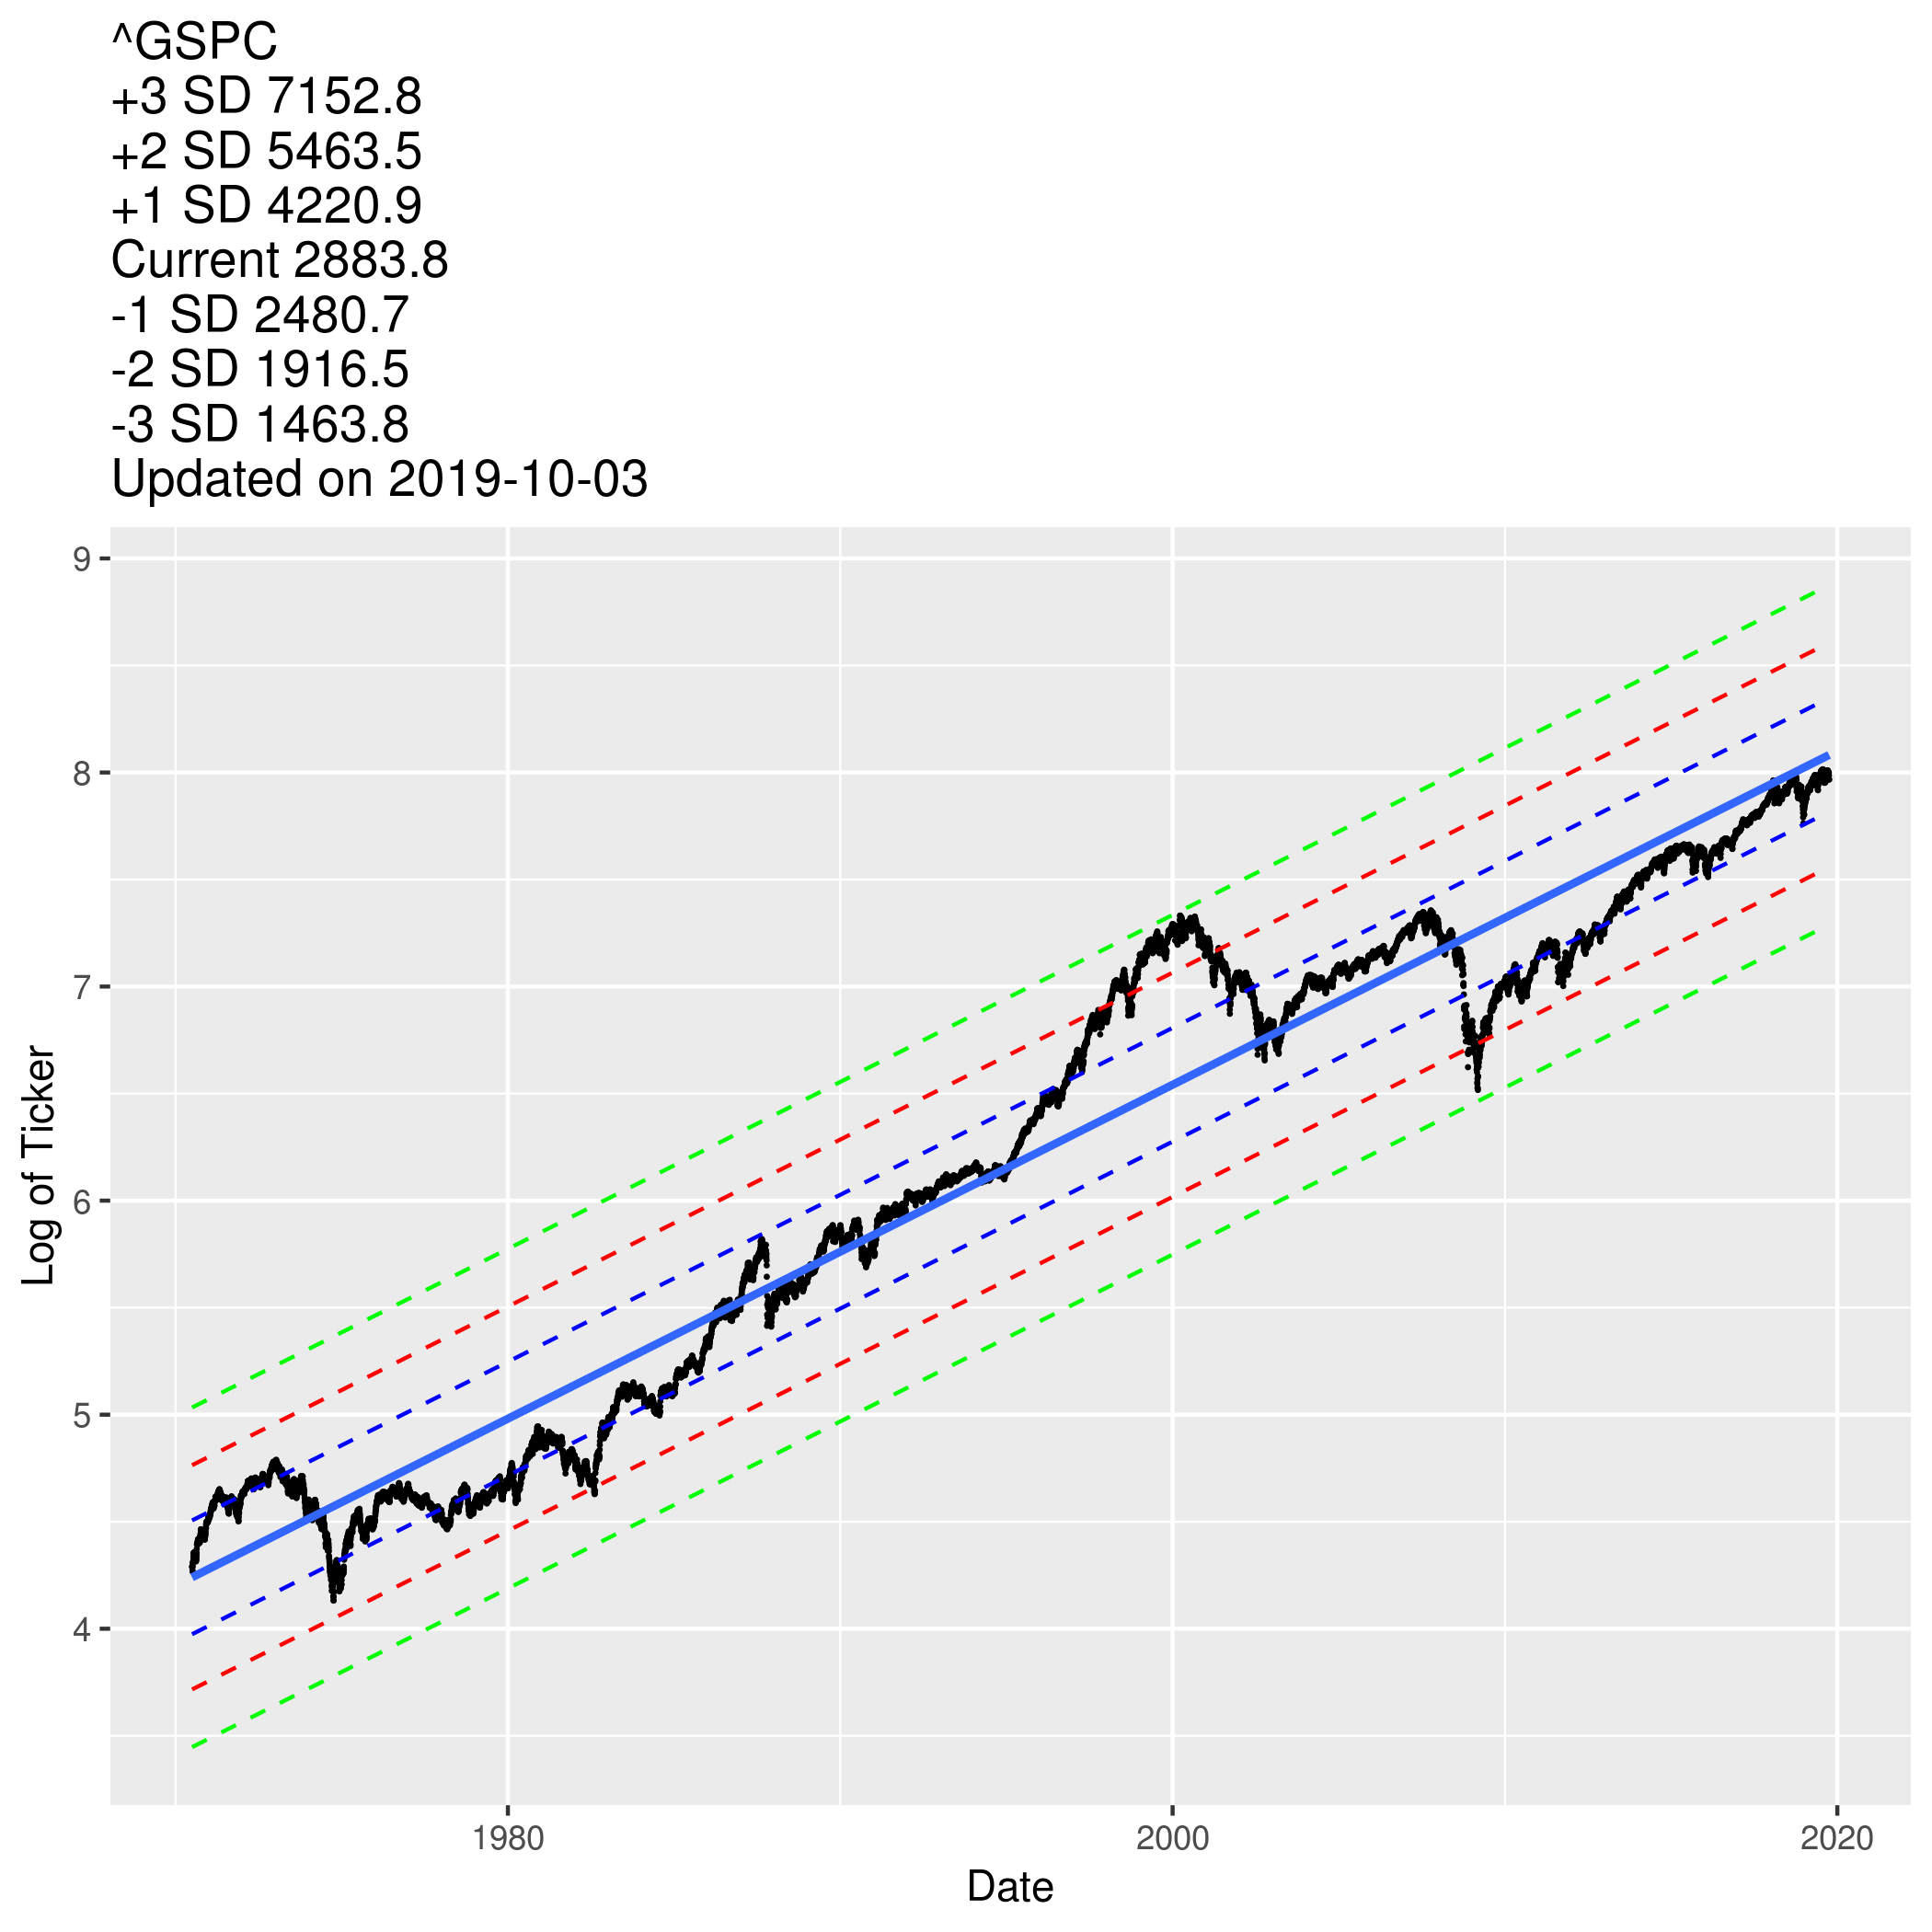 ^GSPC
+3 SD 7152.8
+2 SD 5463.5
+1 SD 4220.9
Current 2883.8
-1 SD 2480.7
-2 SD 1916.5
-3 SD 1463.8
Updated on 2019-10-03
9
8
7
6
5
4
Log of Ticker
1980
2000
2020
Date